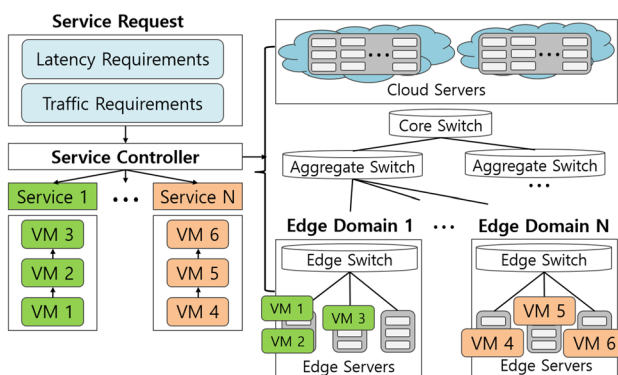 Service Request
Latency Requirements
Traffic Requirements
Service Controller
Service 1
...
Service N
VM 3
VM 2
VM 1
VM 6
VM 5
VM 4
...
...
Cloud Servers
Core Switch
Aggregate Switch
Aggregate Switch
...
Edge Domain 1
...
Edge Domain N
Edge Switch
VM 1
VM 2
VM 3
Edge Servers
Edge Switch
VM 5
VM 4
VM 6
Edge Servers